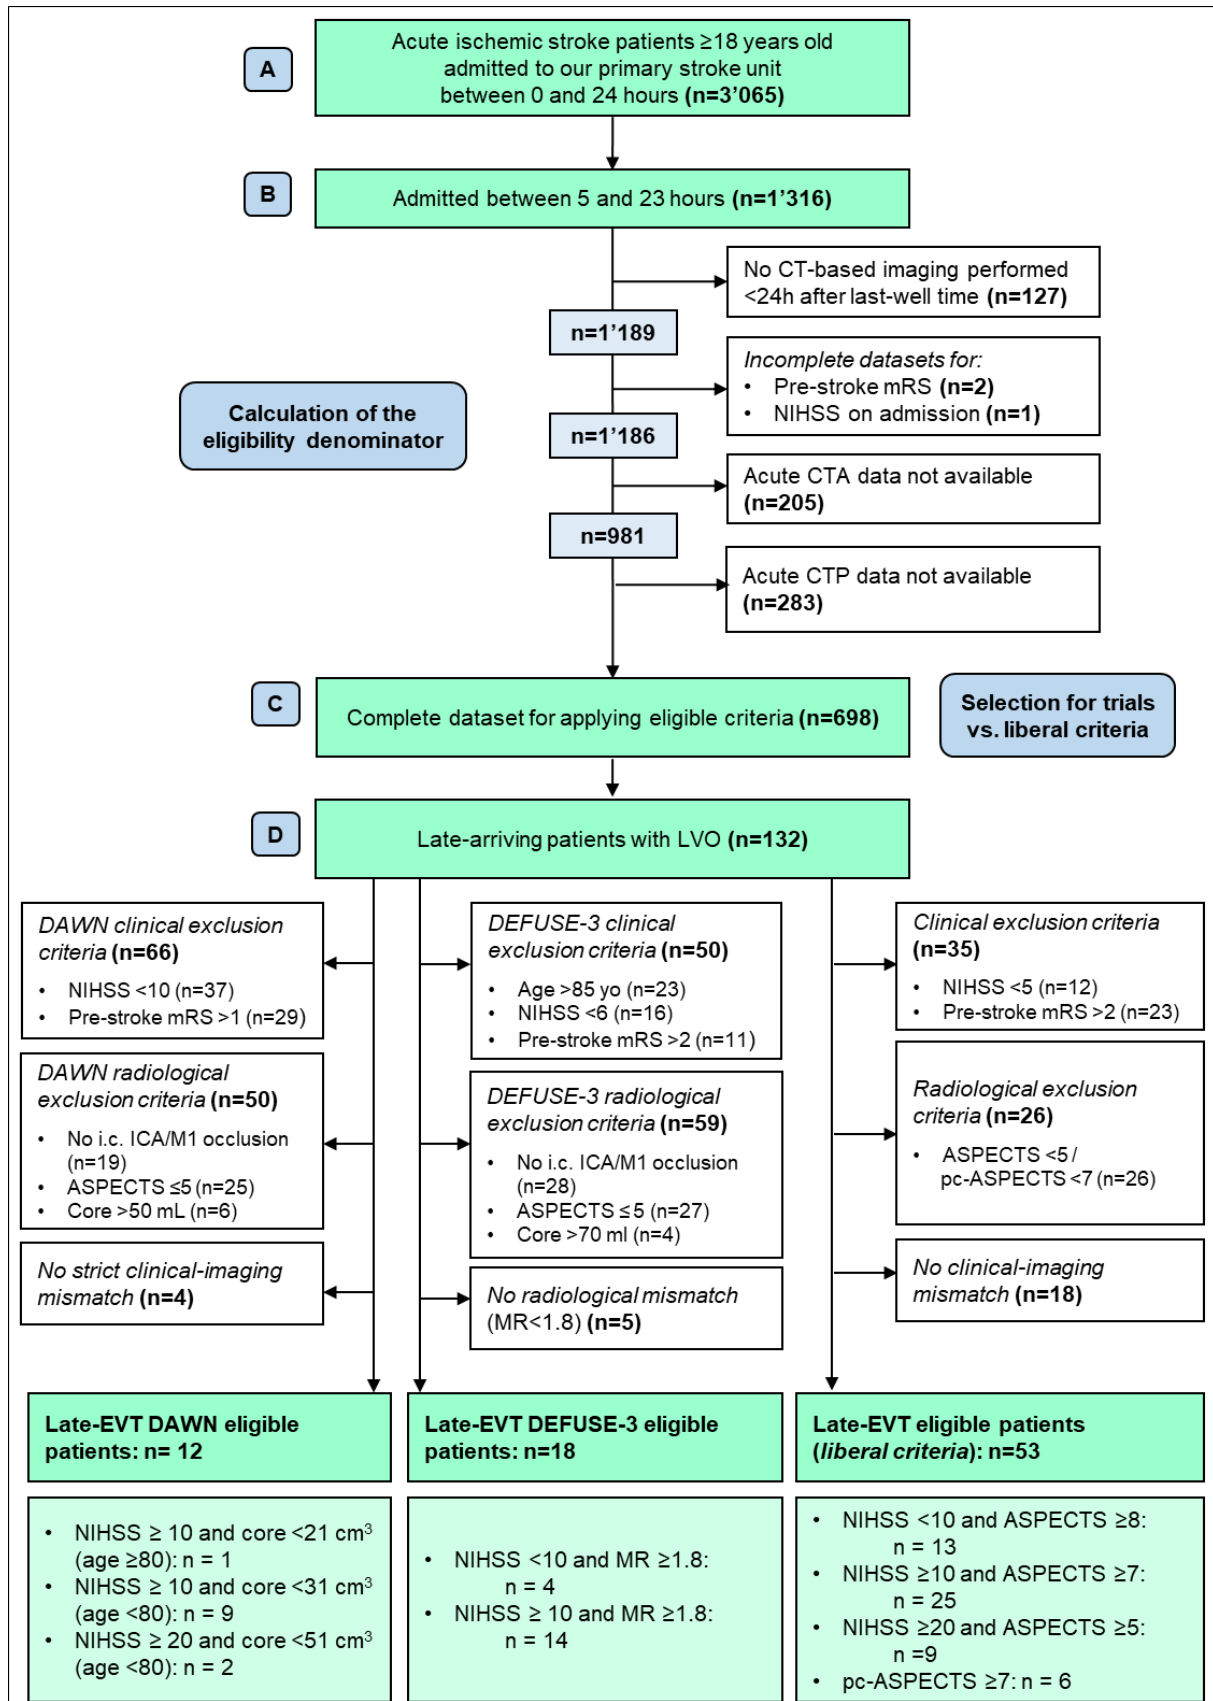 A
Acute ischemic stroke patients ≥18 years old
admitted to our primary stroke unit
between 0 and 24 hours (n=3’065)
B
Admitted between 5 and 23 hours (n=1’316)
No CT-based imaging performed
<24h after last-well time (n=127)
n=1’189
Incomplete datasets for:
• Pre-stroke mRS (n=2)
• NIHSS on admission (n=1)
Calculation of the
eligibility denominator
n=1’186
Acute CTA data not available
(n=205)
n=981
Acute CTP data not available
(n=283)
C
Complete dataset for applying eligible criteria (n=698)
Selection for trials
vs. liberal criteria
D
Late-arriving patients with LVO (n=132)
DAWN clinical exclusion
criteria (n=66)
• NIHSS <10 (n=37)
• Pre-stroke mRS >1 (n=29)
DEFUSE-3 clinical
exclusion criteria (n=50)
• Age >85 yo (n=23)
• NIHSS <6 (n=16)
• Pre-stroke mRS >2 (n=11)
Clinical exclusion criteria
(n=35)
• NIHSS <5 (n=12)
• Pre-stroke mRS >2 (n=23)
DAWN radiological
exclusion criteria (n=50)
• No i.c. ICA/M1 occlusion
(n=19)
• ASPECTS ≤5 (n=25)
• Core >50 mL (n=6)
DEFUSE-3 radiological
exclusion criteria (n=59)
• No i.c. ICA/M1 occlusion
(n=28)
• ASPECTS ≤5 (n=27)
• Core >70 ml (n=4)
Radiological exclusion
criteria (n=26)
• ASPECTS <5 /
pc-ASPECTS <7 (n=26)
No strict clinical-imaging
mismatch (n=4)
No radiological mismatch
(MR<1.8) (n=5)
No clinical-imaging
mismatch (n=18)
Late-EVT DAWN eligible
patients: n= 12
Late-EVT DEFUSE-3 eligible
patients: n=18
Late-EVT eligible patients
(liberal criteria): n=53
• NIHSS ≥ 10 and core <21 cm³
(age ≥80): n = 1
• NIHSS ≥ 10 and core <31 cm³
(age <80): n = 9
• NIHSS ≥ 20 and core <51 cm³
(age <80): n = 2
• NIHSS <10 and MR ≥1.8:
n = 4
• NIHSS ≥ 10 and MR ≥1.8:
n = 14
• NIHSS <10 and ASPECTS ≥8:
n = 13
• NIHSS ≥10 and ASPECTS ≥7:
n = 25
• NIHSS ≥20 and ASPECTS ≥5:
n =9
• pc-ASPECTS ≥7: n = 6